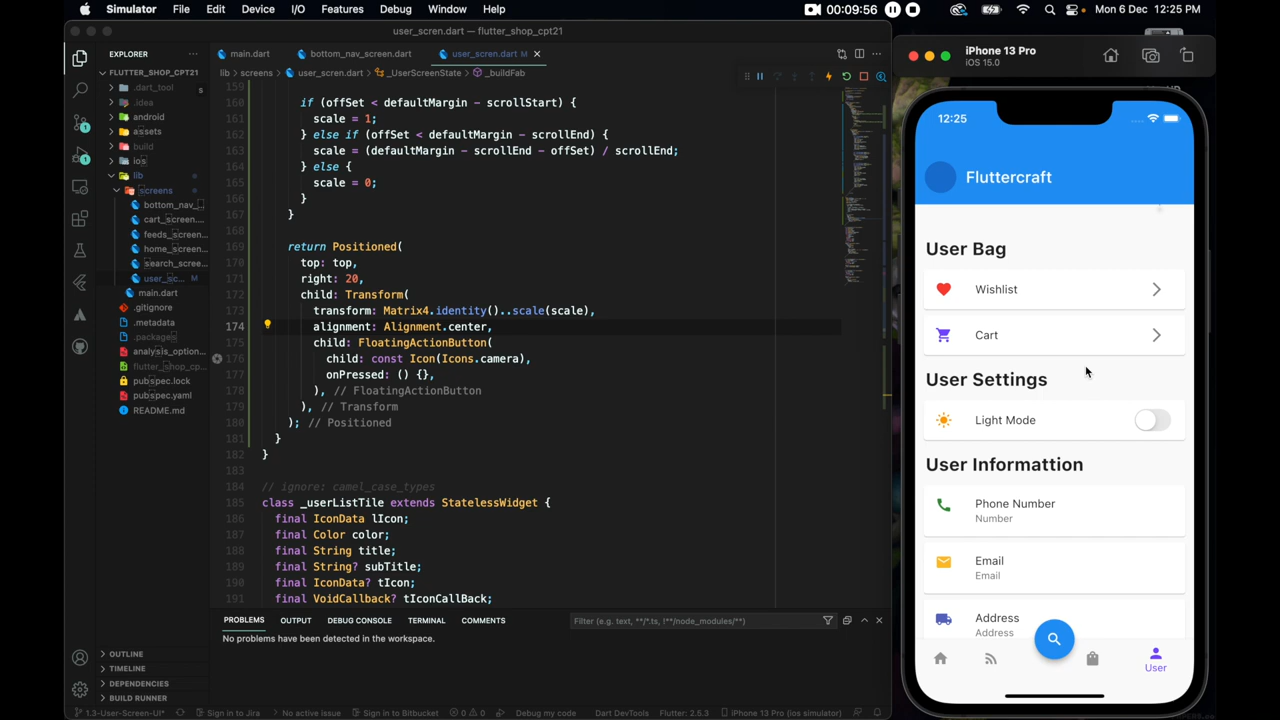 Simulator File Edit Device I/O Features Debug Window Help
00:09:56
Mon 6 Dec 12:25 PM
user_scren.dart — flutter_shop_cpt21
EXPLORER
FLUTTER_SHOP_CPT21
.dart_tool
.idea
android
assets
build
ios
lib
screens
bottom_nav_...
cart_screen....
feeds_screen...
home_screen...
search_scree...
user_sc... M
main.dart
.gitignore
.metadata
.packages
analysis_option...
flutter_shop_cp...
pubspec.lock
pubspec.yaml
README.md
OUTLINE
TIMELINE
DEPENDENCIES
BUILD RUNNER
main.dart
bottom_nav_screen.dart
user_scren.dart M
lib > screens > user_scren.dart > _UserScreenState > _buildFab
159
160 if (offSet < defaultMargin - scrollStart) {
161 scale = 1;
162 } else if (offSet < defaultMargin - scrollEnd) {
163 scale = (defaultMargin - scrollEnd - offSet) / scrollEnd;
164 } else {
165 scale = 0;
166 }
167 }
168
169 return Positioned(
170 top: top,
171 right: 20,
172 child: Transform(
173 transform: Matrix4.identity()..scale(scale),
174 alignment: Alignment.center,
175 child: FloatingActionButton(
176 child: const Icon(Icons.camera),
177 onPressed: () {},
178 ), // FloatingActionButton
179 ), // Transform
180 ); // Positioned
181 }
182 }
183
184 // ignore: camel_case_types
185 class _userListTile extends StatelessWidget {
186 final IconData lIcon;
187 final Color color;
188 final String title;
189 final String? subTitle;
190 final IconData? tIcon;
191 final VoidCallback? tIconCallBack;
PROBLEMS OUTPUT DEBUG CONSOLE TERMINAL COMMENTS
Filter (e.g. text, **/*.ts, !**/node_modules/**)
No problems have been detected in the workspace.
1.3-User-Screen-UI* Sign in to Jira No active issue Sign in to Bitbucket 0 0 Debug my code Dart DevTools Flutter: 2.5.3 iPhone 13 Pro (ios simulator)
iPhone 13 Pro
iOS 15.0
12:25
Fluttercraft
User Bag
Wishlist
Cart
User Settings
Light Mode
User Informattion
Phone Number
Number
Email
Email
Address
Address
User